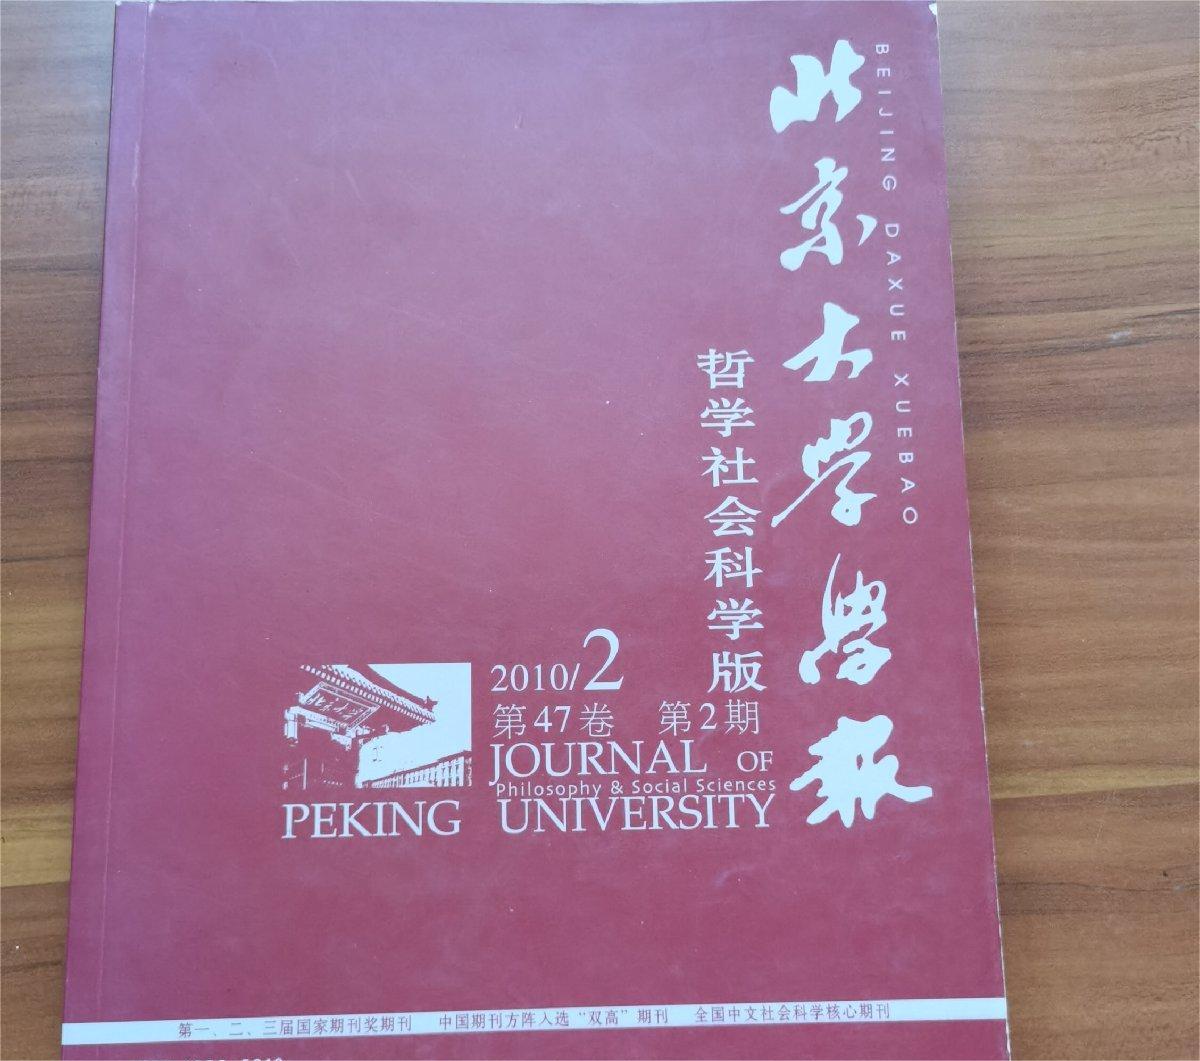 北京大学学报
BEIJING DAXUE XUEBAO
哲学社会科学版
2010/2
第47卷 第2期
JOURNAL OF
Philosophy & Social Sciences
PEKING UNIVERSITY
第一、二、三届国家期刊奖期刊 中国期刊方阵入选“双高”期刊 全国中文社会科学核心期刊